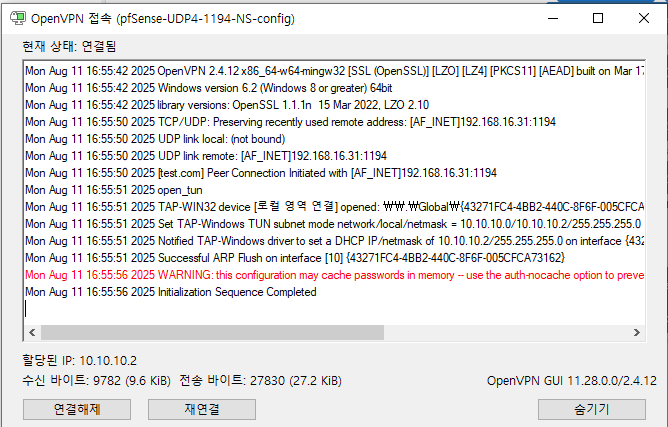 OpenVPN 접속 (pfSense-UDP4-1194-NS-config)
현재 상태: 연결됨
Mon Aug 11 16:55:42 2025 OpenVPN 2.4.12 x86_64-w64-mingw32 [SSL (OpenSSL)] [LZO] [LZ4] [PKCS11] [AEAD] built on Mar 17
Mon Aug 11 16:55:42 2025 Windows version 6.2 (Windows 8 or greater) 64bit
Mon Aug 11 16:55:42 2025 library versions: OpenSSL 1.1.1n  15 Mar 2022, LZO 2.10
Mon Aug 11 16:55:50 2025 TCP/UDP: Preserving recently used remote address: [AF_INET]192.168.16.31:1194
Mon Aug 11 16:55:50 2025 UDP link local: (not bound)
Mon Aug 11 16:55:50 2025 UDP link remote: [AF_INET]192.168.16.31:1194
Mon Aug 11 16:55:50 2025 [test.com] Peer Connection Initiated with [AF_INET]192.168.16.31:1194
Mon Aug 11 16:55:51 2025 open_tun
Mon Aug 11 16:55:51 2025 TAP-WIN32 device [로컬 영역 연결] opened: ₩₩.₩Global₩{43271FC4-4BB2-440C-8F6F-005CFCA
Mon Aug 11 16:55:51 2025 Set TAP-Windows TUN subnet mode network/local/netmask = 10.10.10.0/10.10.10.2/255.255.255.0
Mon Aug 11 16:55:51 2025 Notified TAP-Windows driver to set a DHCP IP/netmask of 10.10.10.2/255.255.255.0 on interface {432
Mon Aug 11 16:55:51 2025 Successful ARP Flush on interface [10] {43271FC4-4BB2-440C-8F6F-005CFCA73162}
Mon Aug 11 16:55:56 2025 WARNING: this configuration may cache passwords in memory -- use the auth-nocache option to preve
Mon Aug 11 16:55:56 2025 Initialization Sequence Completed
할당된 IP: 10.10.10.2
수신 바이트: 9782 (9.6 KiB)  전송 바이트: 27830 (27.2 KiB)
OpenVPN GUI 11.28.0.0/2.4.12
연결해제
재연결
숨기기